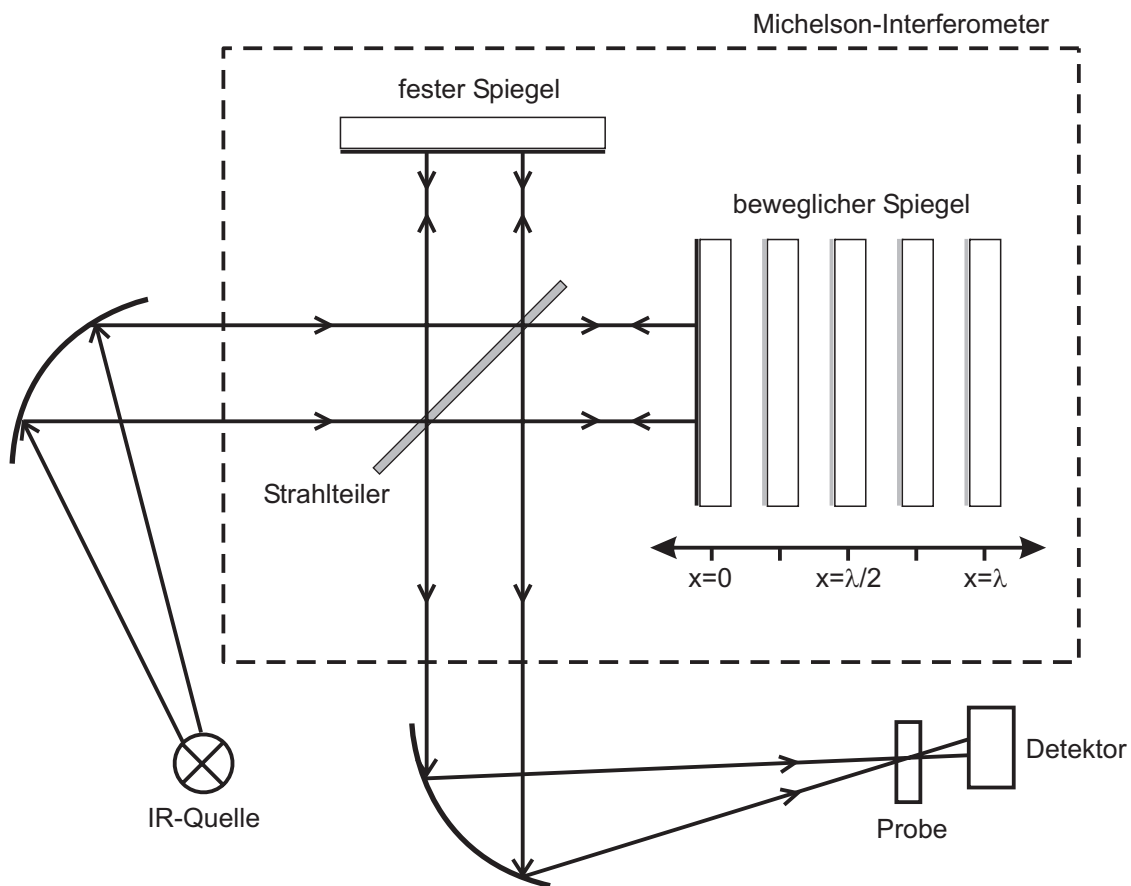 Michelson-Interferometer
fester Spiegel
beweglicher Spiegel
Strahlteiler
x=0
x=λ/2
x=λ
IR-Quelle
Probe
Detektor